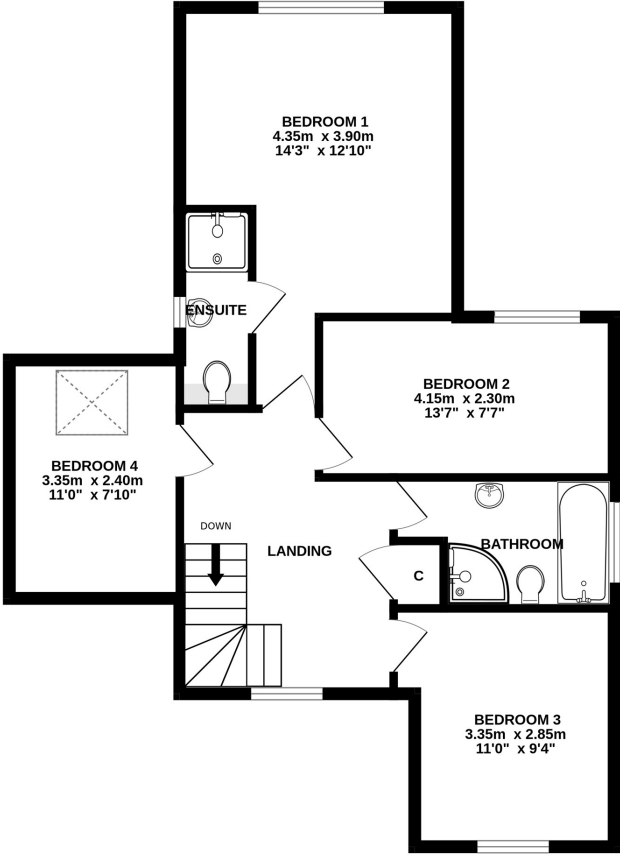 BEDROOM 1
4.35m x 3.90m
14'3" x 12'10"
ENSUITE
BEDROOM 2
4.15m x 2.30m
13'7" x 7'7"
BEDROOM 4
3.35m x 2.40m
11'0" x 7'10"
DOWN
LANDING
BATHROOM
C
BEDROOM 3
3.35m x 2.85m
11'0" x 9'4"